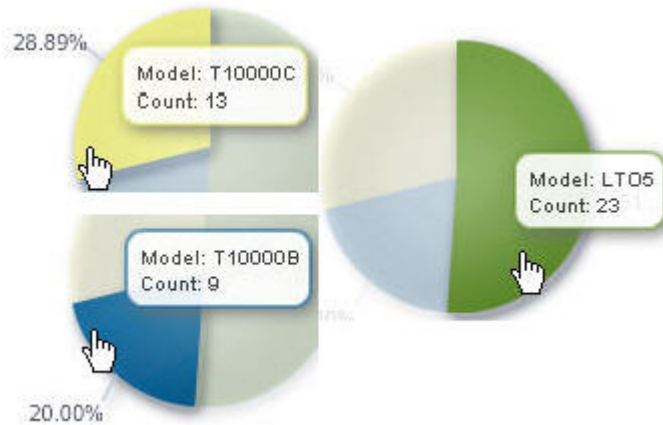 28.89%
Model: T10000C
Count: 13
Model: LTO5
Count: 23
Model: T10000B
Count: 9
20.00%